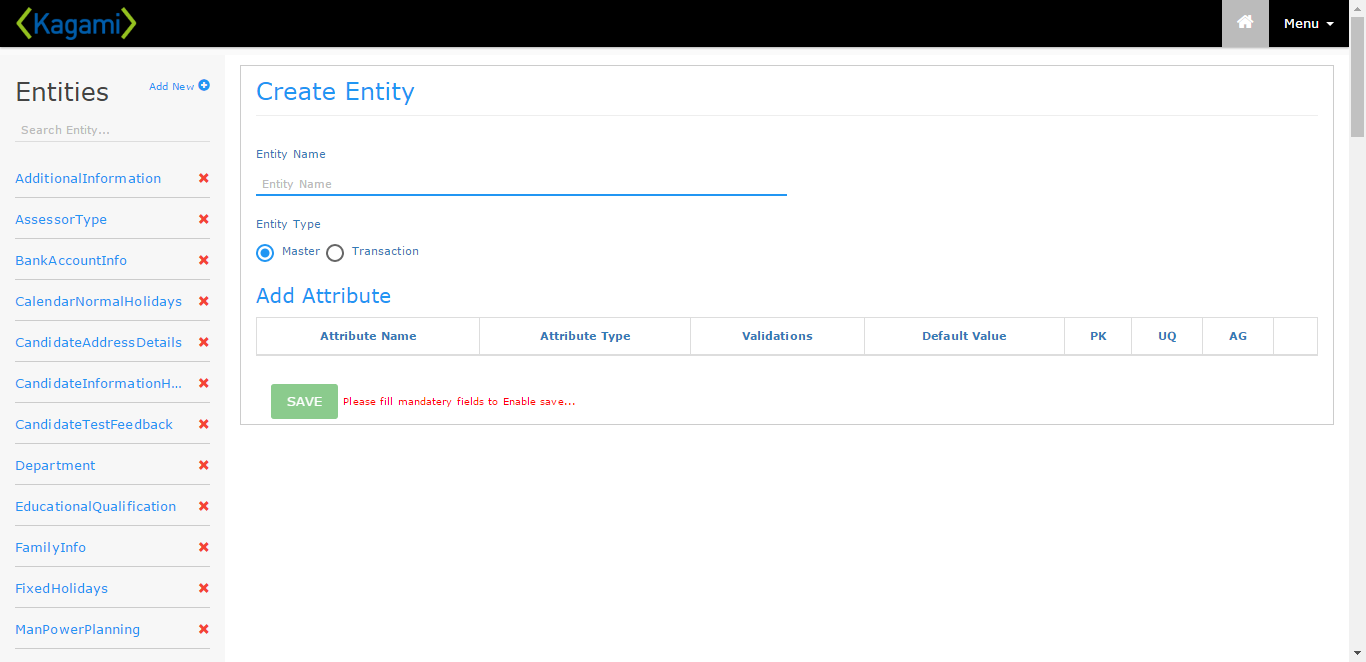 Kagami
Menu
Entities
Add New
Search Entity...
AdditionalInformation
AssessorType
BankAccountInfo
CalendarNormalHolidays
CandidateAddressDetails
CandidateInformationH...
CandidateTestFeedback
Department
EducationalQualification
FamilyInfo
FixedHolidays
ManPowerPlanning
Create Entity
Entity Name
Entity Name
Entity Type
Master Transaction
Add Attribute
Attribute Name Attribute Type Validations Default Value PK UQ AG
SAVE Please fill mandatery fields to Enable save...